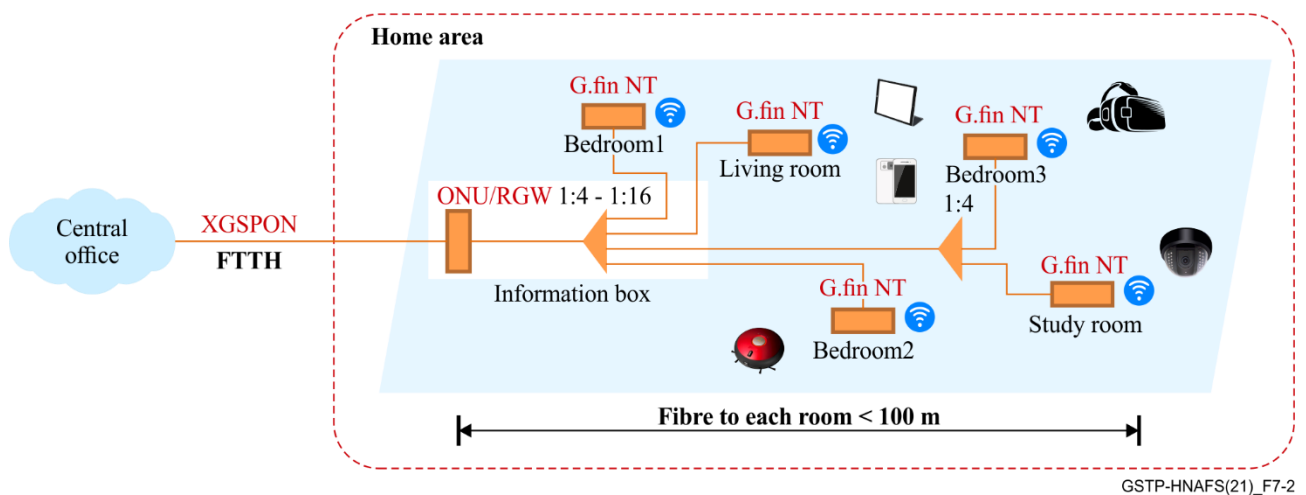 Home area
G.fin NT
Bedroom1
G.fin NT
Living room
G.fin NT
Bedroom3
1:4
ONU/RGW 1:4 - 1:16
Central
office
XGSPON
FTTH
Information box
G.fin NT
Bedroom2
G.fin NT
Study room
Fibre to each room < 100 m
GSTP-HNAFS(21)_F7-2